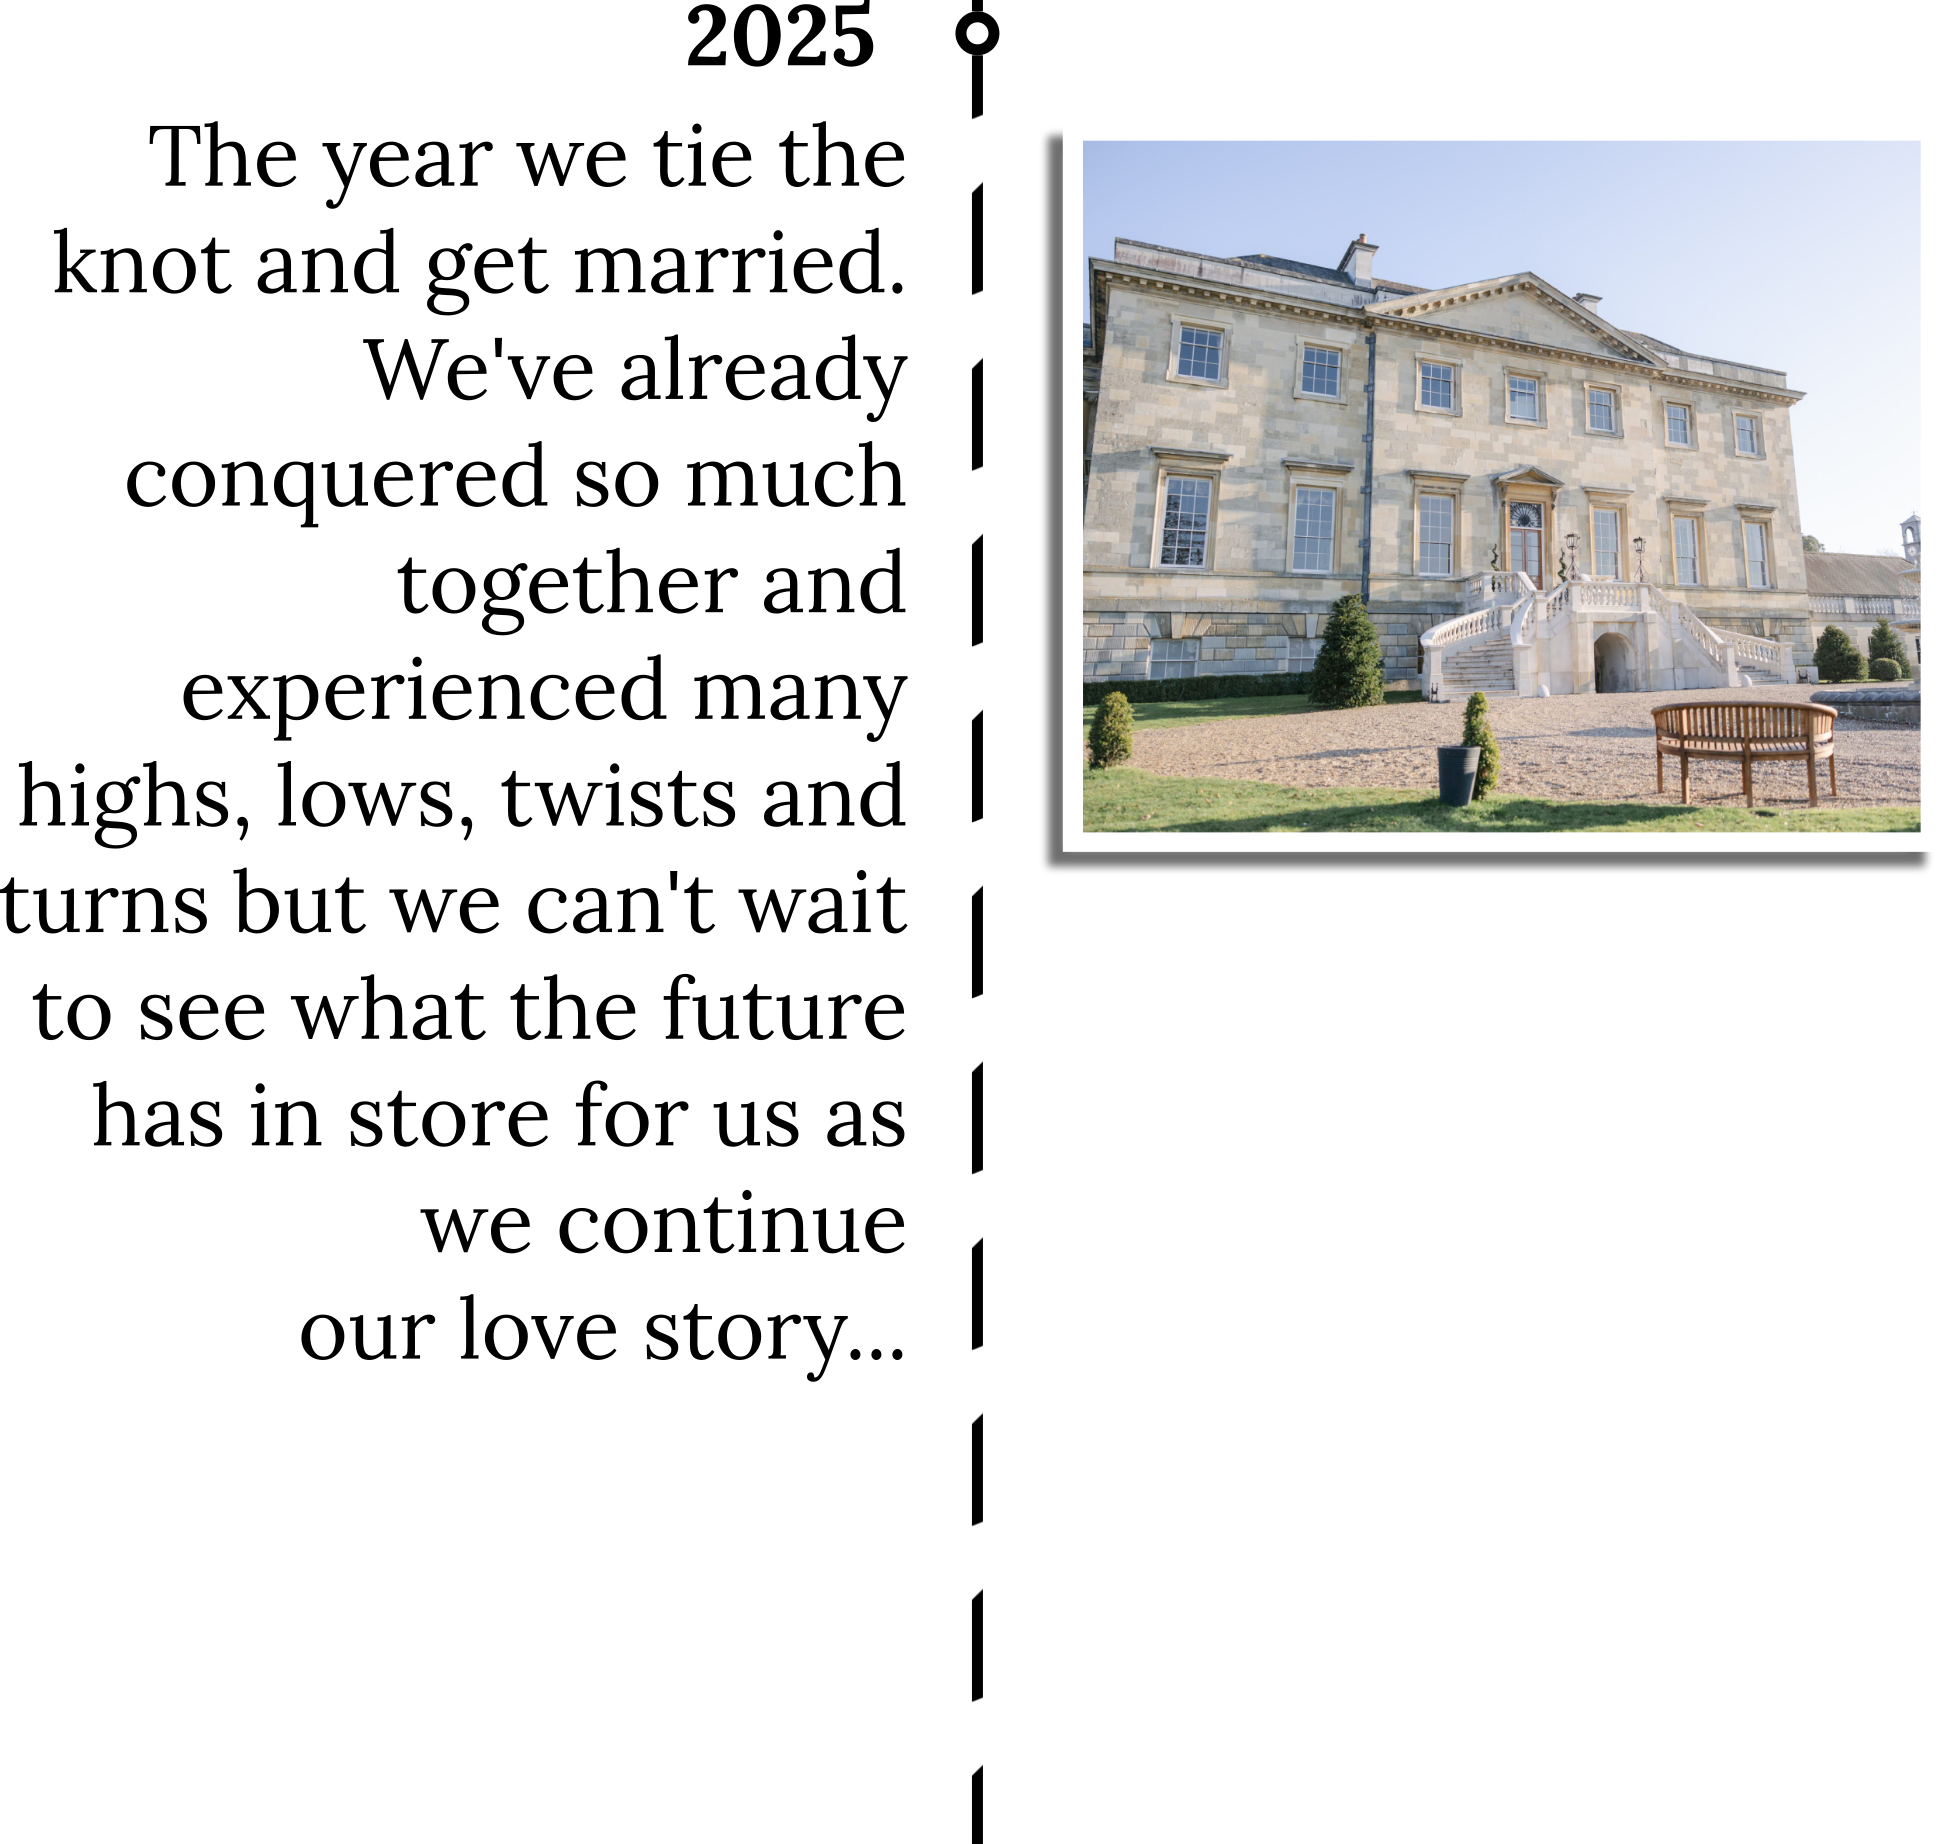 2025
The year we tie the
knot and get married.
We've already
conquered so much
together and
experienced many
highs, lows, twists and
turns but we can't wait
to see what the future
has in store for us as
we continue
our love story...